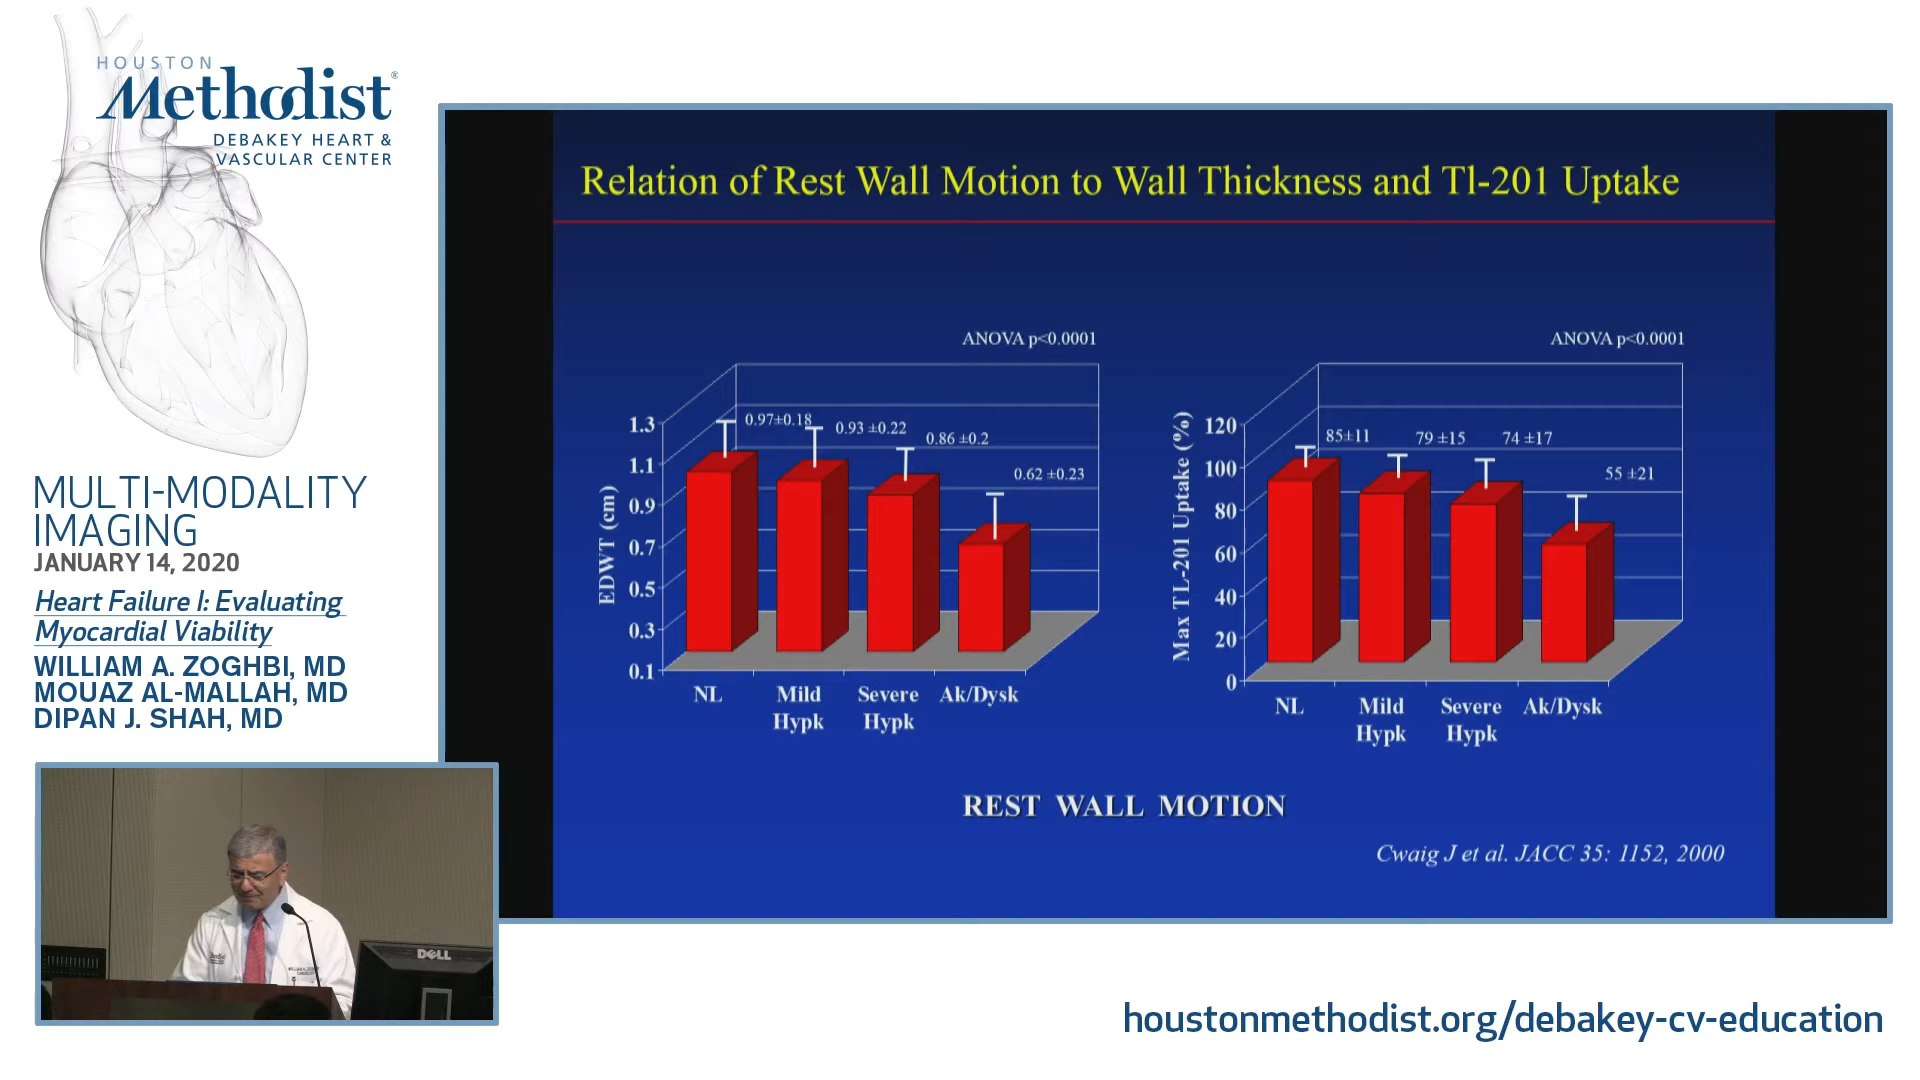 HOUSTON
Methodist®
DEBAKEY HEART &
VASCULAR CENTER
MULTI-MODALITY
IMAGING
JANUARY 14, 2020
Heart Failure I: Evaluating
Myocardial Viability
WILLIAM A. ZOGHBI, MD
MOUAZ AL-MALLAH, MD
DIPAN J. SHAH, MD
Relation of Rest Wall Motion to Wall Thickness and Tl-201 Uptake
ANOVA p<0.0001
0.97±0.18
0.93 ±0.22
0.86 ±0.2
0.62 ±0.23
EDWT (cm)
1.3
1.1
0.9
0.7
0.5
0.3
0.1
NL
Mild
Hypk
Severe
Hypk
Ak/Dysk
ANOVA p<0.0001
85±11
79 ±15
74 ±17
55 ±21
Max TL-201 Uptake (%)
120
100
80
60
40
20
0
NL
Mild
Hypk
Severe
Hypk
Ak/Dysk
REST WALL MOTION
Cwaig J et al. JACC 35: 1152, 2000
DELL
houstonmethodist.org/debakey-cv-education